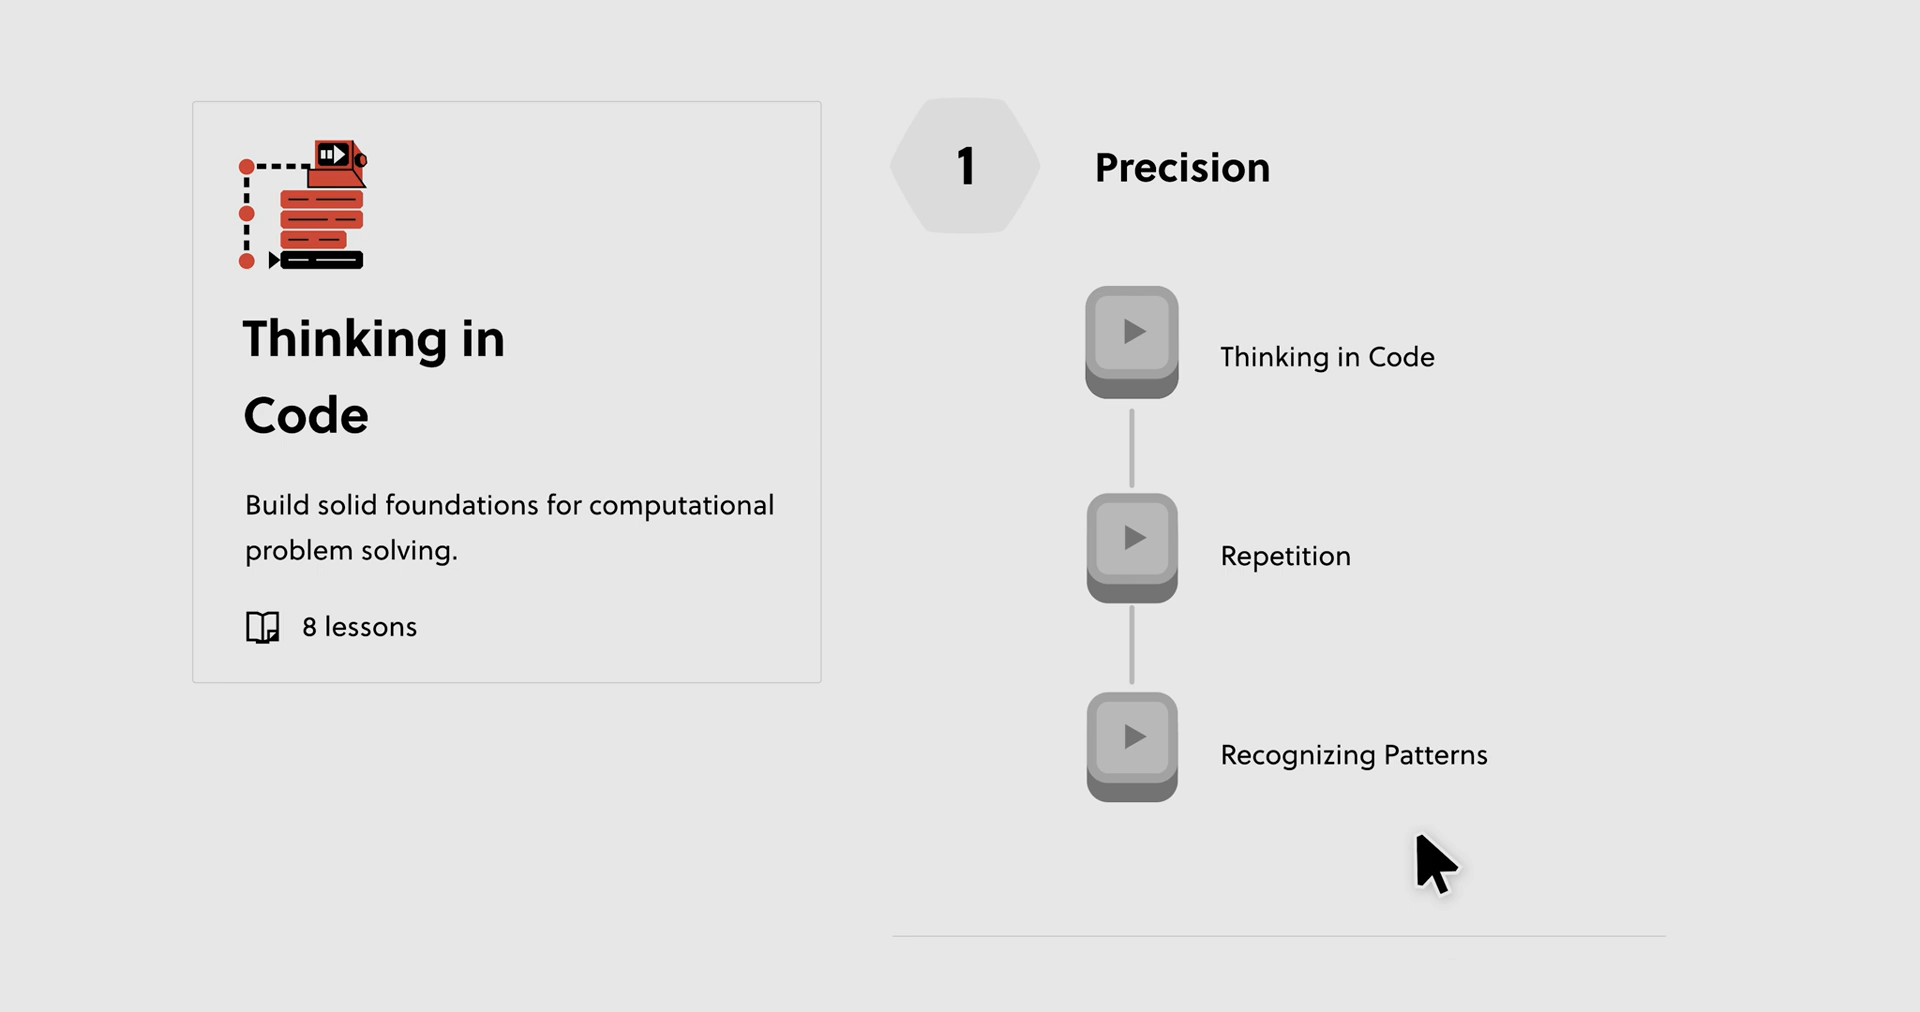 Thinking in
Code
Build solid foundations for computational
problem solving.
8 lessons
1
Precision
Thinking in Code
Repetition
Recognizing Patterns